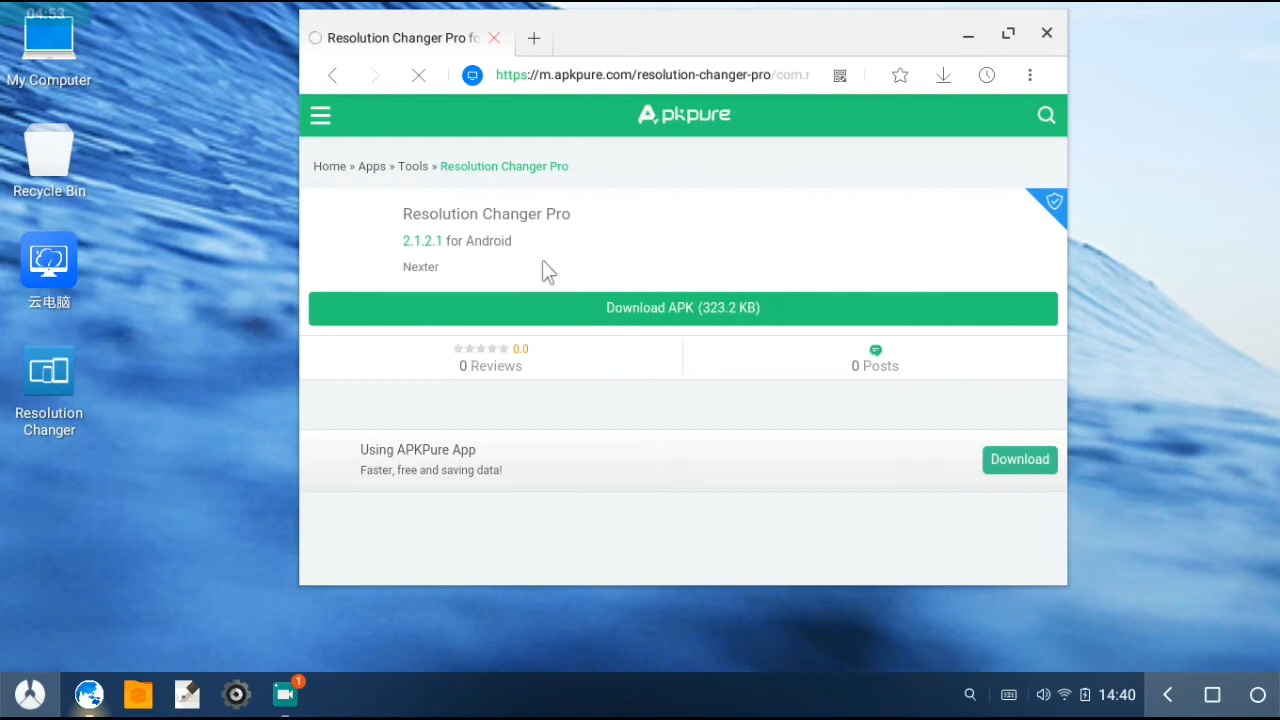 04:53
My Computer
Recycle Bin
云电脑
Resolution
Changer
Resolution Changer Pro fo
https://m.apkpure.com/resolution-changer-pro/com.r
Apkpure
Home » Apps » Tools » Resolution Changer Pro
Resolution Changer Pro
2.1.2.1 for Android
Nexter
Download APK (323.2 KB)
0.0
0 Reviews
0 Posts
Using APKPure App
Faster, free and saving data!
Download
1
14:40